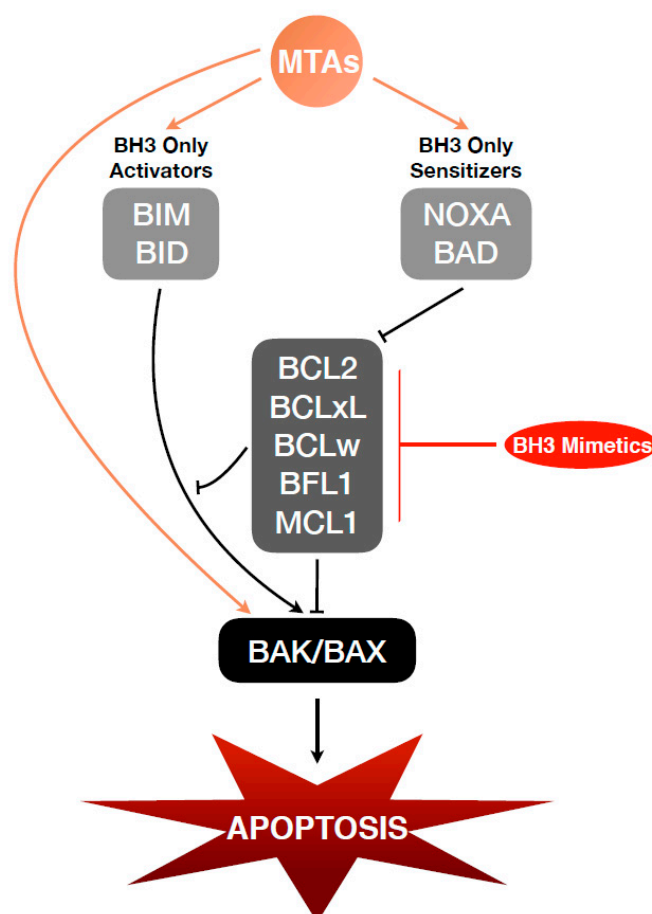 MTAs
BH3 Only
Activators
BIM
BID
BH3 Only
Sensitizers
NOXA
BAD
BCL2
BCLxL
BCLw
BFL1
MCL1
BH3 Mimetics
BAK/BAX
APOPTOSIS